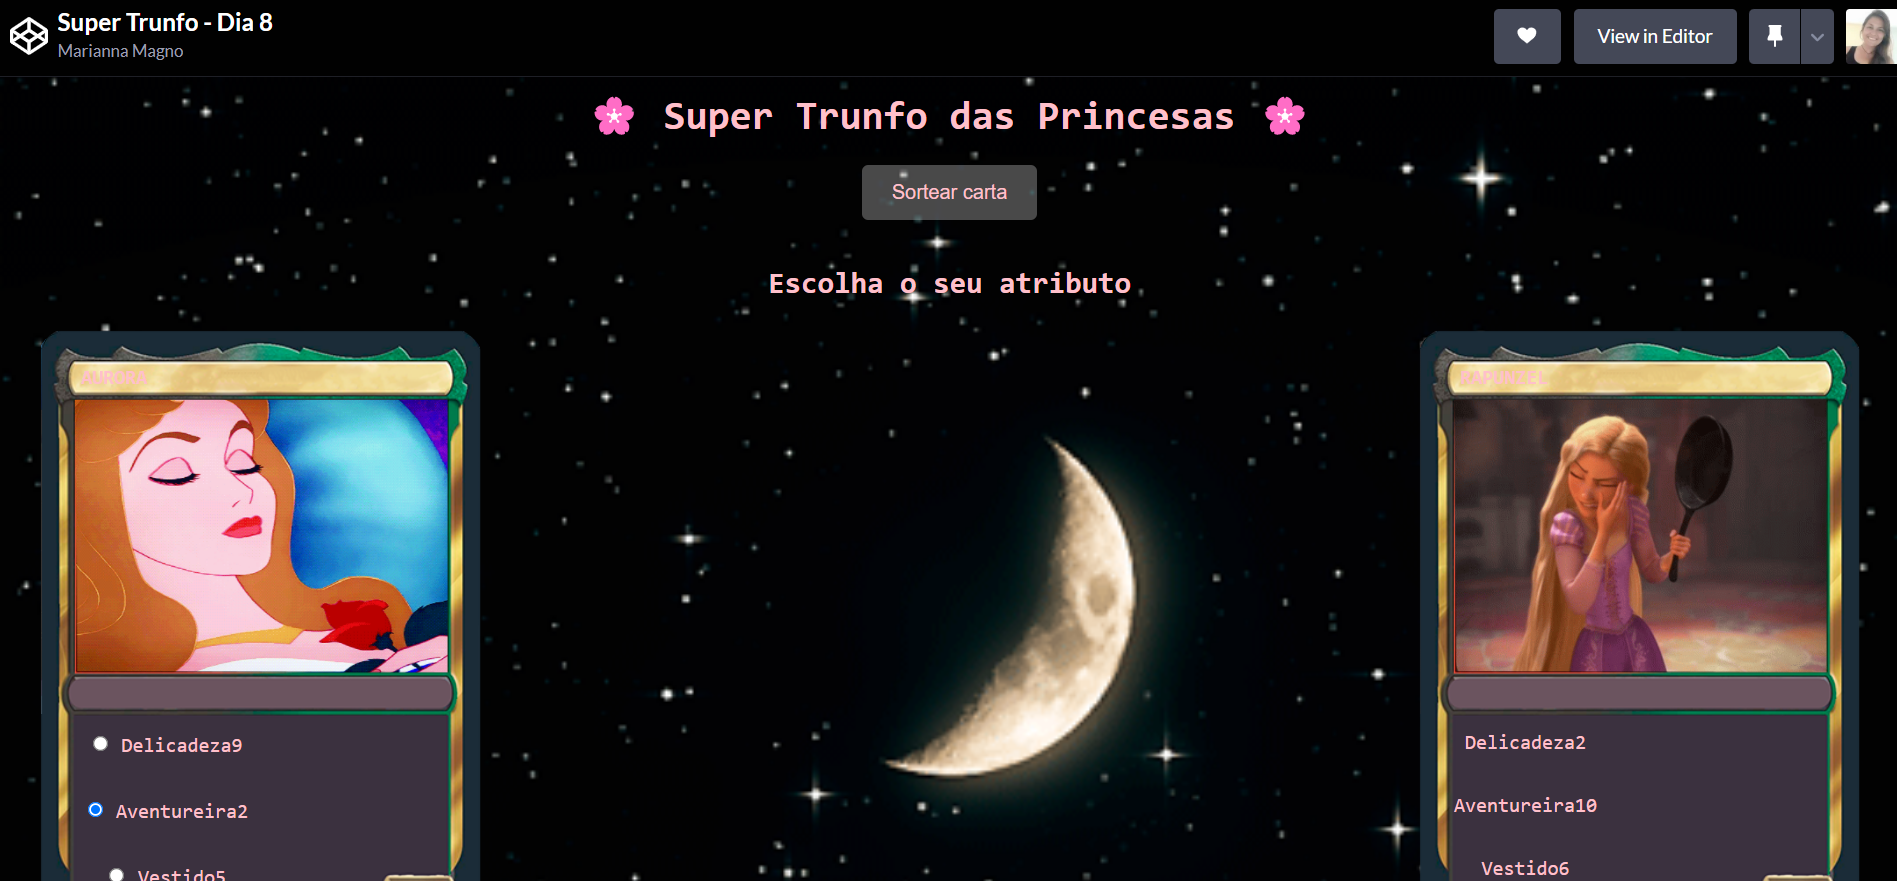 Super Trunfo - Dia 8
Marianna Magno
View in Editor
🌸 Super Trunfo das Princesas 🌸
Sortear carta
Escolha o seu atributo
AURORA
Delicadeza9
Aventureira2
Vestido5
RAPUNZEL
Delicadeza2
Aventureira10
Vestido6